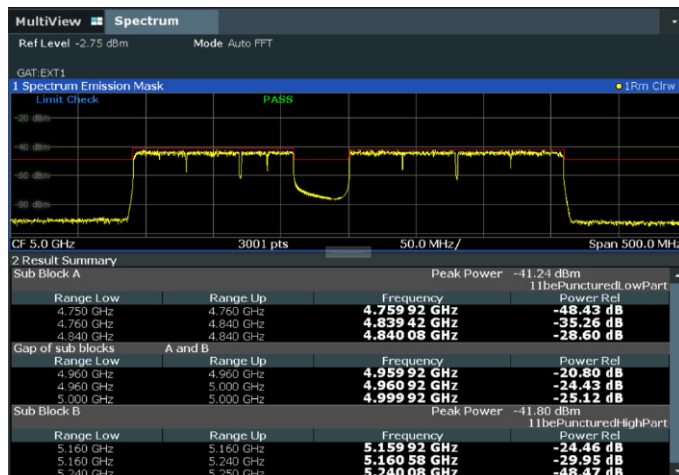 MultiView Spectrum
Ref Level -2.75 dBm Mode Auto FFT
GAT:EXT1
1 Spectrum Emission Mask 1Rm Clrw
Limit Check PASS
-20 dBm
-40 dBm
-60 dBm
-80 dBm
CF 5.0 GHz 3001 pts 50.0 MHz/ Span 500.0 MHz
2 Result Summary
Sub Block A Peak Power -41.24 dBm
11bePuncturedLowPart
Range Low Range Up Frequency Power Rel
4.750 GHz 4.760 GHz 4.759 92 GHz -48.43 dB
4.760 GHz 4.840 GHz 4.839 42 GHz -35.26 dB
4.840 GHz 4.840 GHz 4.840 08 GHz -28.60 dB
Gap of sub blocks A and B
Range Low Range Up Frequency Power Rel
4.960 GHz 4.960 GHz 4.959 92 GHz -20.80 dB
4.960 GHz 5.000 GHz 4.960 92 GHz -24.43 dB
5.000 GHz 5.000 GHz 4.999 92 GHz -25.12 dB
Sub Block B Peak Power -41.80 dBm
11bePuncturedHighPart
Range Low Range Up Frequency Power Rel
5.160 GHz 5.160 GHz 5.159 92 GHz -24.46 dB
5.160 GHz 5.240 GHz 5.160 58 GHz -29.95 dB
5.240 GHz 5.250 GHz 5.240 08 GHz -48.47 dB